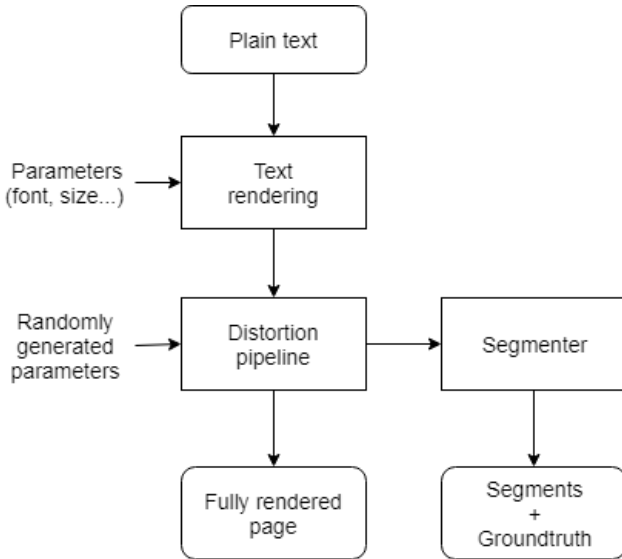 Plain text
Parameters
(font, size...)
Text
rendering
Randomly
generated
parameters
Distortion
pipeline
Segmenter
Fully rendered
page
Segments
+
Groundtruth